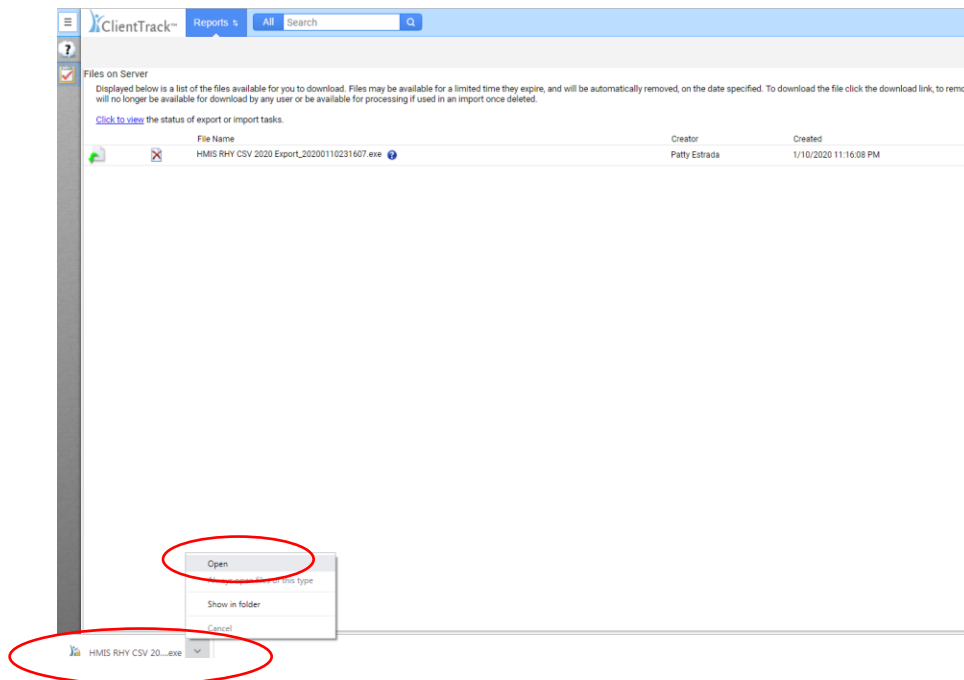 ClientTrack™
Reports
All
Search
Files on Server
Displayed below is a list of the files available for you to download. Files may be available for a limited time they expire, and will be automatically removed, on the date specified. To download the file click the download link, to remo
will no longer be available for download by any user or be available for processing if used in an import once deleted.
Click to view the status of export or import tasks.
File Name Creator Created
HMIS RHY CSV 2020 Export_20200110231607.exe ? Patty Estrada 1/10/2020 11:16:08 PM
Open
Always open files of this type
Show in folder
Cancel
HMIS RHY CSV 20....exe